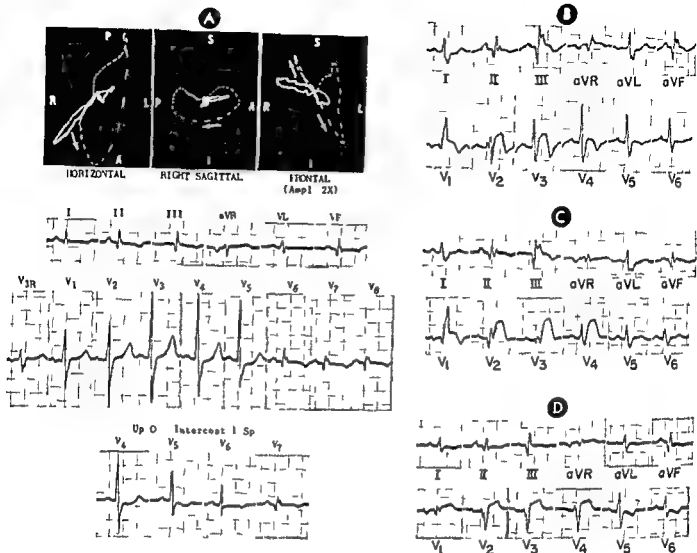 A
P
S
S
R
L
P
A
R
L
A
I
I
HORIZONTAL
RIGHT SAGITTAL
FRONTAL
(Ampl 2X)
I II III aVR VL VF
V3R V1 V2 V3 V4 V5 V6 V7 V8
Up 0 Intercost l Sp
V4 V5 V6 V7
B
I II III aVR aVL aVF
V1 V2 V3 V4 V5 V6
C
I II III aVR aVL aVF
V1 V2 V3 V4 V5 V6
D
I II III aVR aVL aVF
V1 V2 V3 V4 V5 V6